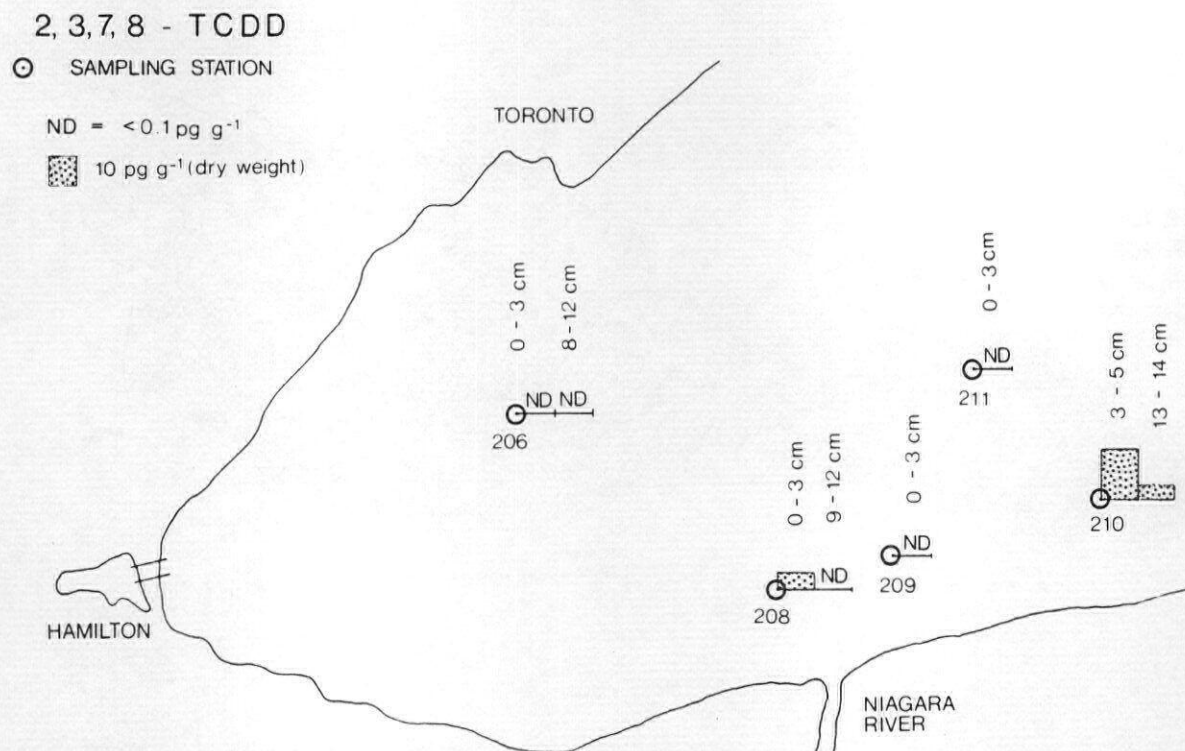 2, 3, 7, 8 - TCDD
SAMPLING STATION
ND = <0.1 pg g⁻¹
10 pg g⁻¹ (dry weight)
TORONTO
0 - 3 cm
8 - 12 cm
ND ND
206
0 - 3 cm
ND
211
3 - 5 cm
13 - 14 cm
210
0 - 3 cm
9 - 12 cm
ND
208
0 - 3 cm
ND
209
HAMILTON
NIAGARA
RIVER